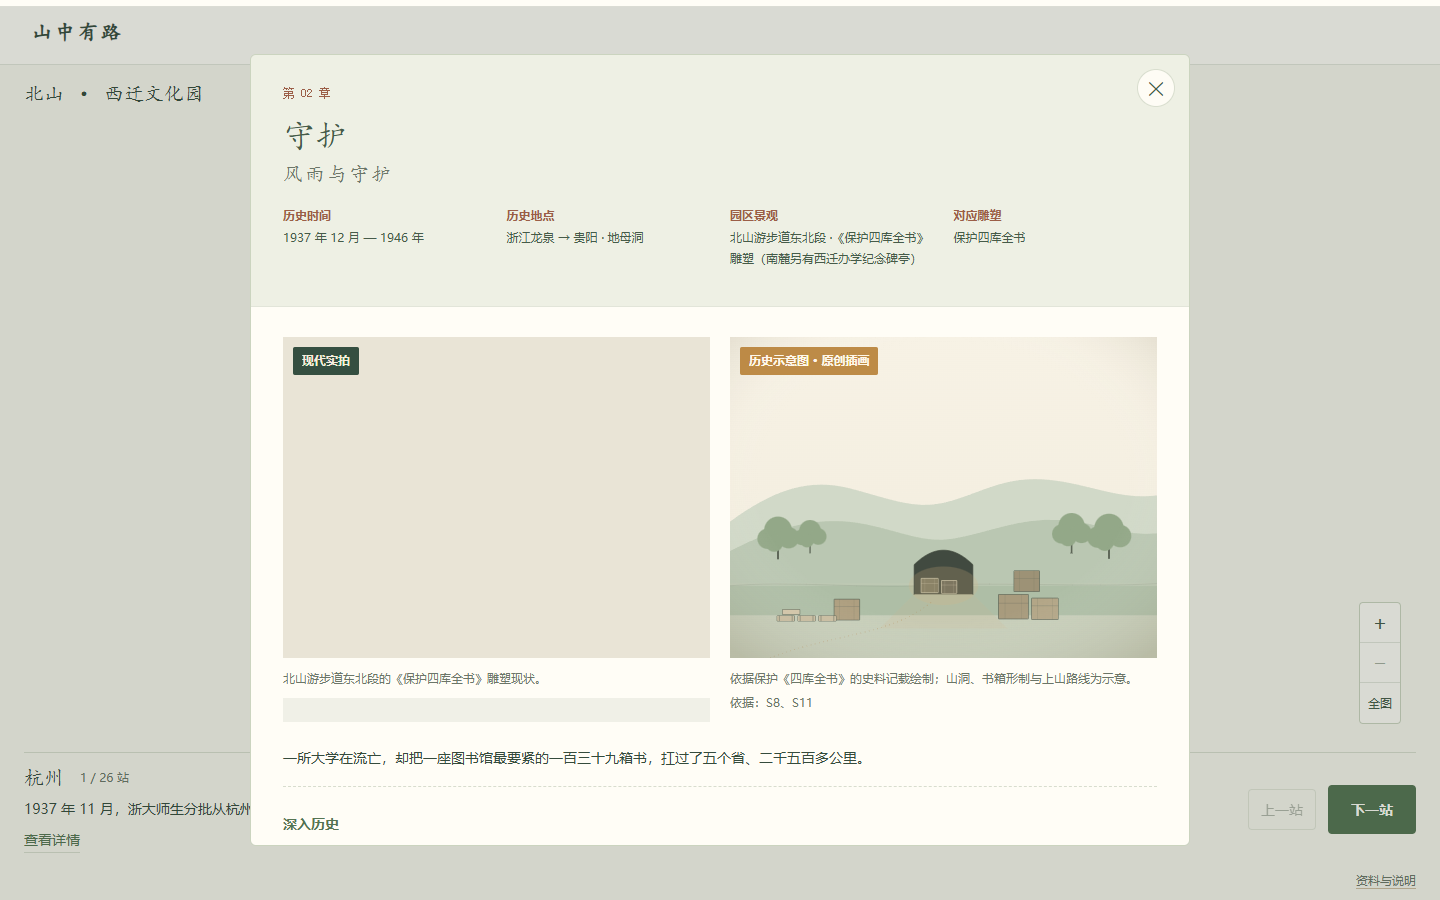 山中有路
北山 • 西迁文化园
第 02 章
守护
风雨与守护
历史时间
1937 年 12 月 — 1946 年
历史地点
浙江龙泉 → 贵阳 · 地母洞
园区景观
北山游步道东北段 ·《保护四库全书》
雕塑（南麓另有西迁办学纪念碑亭）
对应雕塑
保护四库全书
现代实拍
历史示意图 • 原创插画
北山游步道东北段的《保护四库全书》雕塑现状。
依据保护《四库全书》的史料记载绘制；山洞、书箱形制与上山路线为示意。
依据：S8、S11
一所大学在流亡，却把一座图书馆最要紧的一百三十九箱书，扛过了五个省、二千五百多公里。
深入历史
+
−
全图
杭州 1 / 26 站
1937 年 11 月，浙大师生分批从杭州
查看详情
上一站
下一站
资料与说明